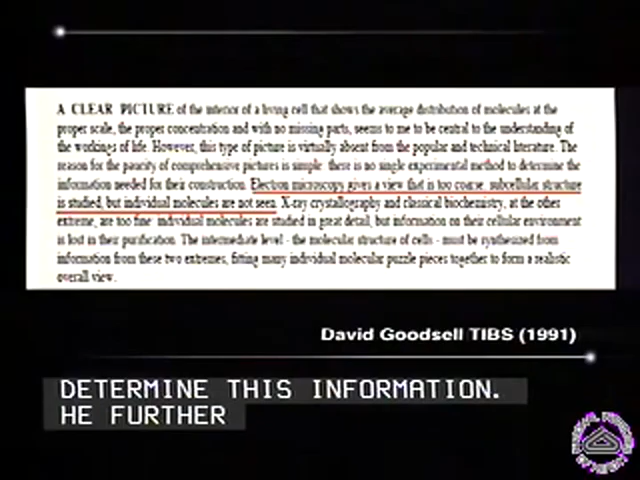 A CLEAR PICTURE of the interior of a living cell that shows the average distribution of molecules at the
proper scale, the proper concentration and with no missing parts, seems to me to be central to the understanding of
the workings of life. However, this type of picture is virtually absent from the popular and technical literature. The
reason for the paucity of comprehensive pictures is simple: there is no single experimental method to determine the
information needed for their construction. Electron microscopy gives a view that is too coarse: subcellular structure
is studied, but individual molecules are not seen. X-ray crystallography and classical biochemistry, at the other
extreme, are too fine: individual molecules are studied in great detail, but information on their cellular environment
is lost in their purification. The intermediate level - the molecular structure of cells - must be synthesized from
information from these two extremes, fitting many individual molecular puzzle pieces together to form a realistic
overall view.
David Goodsell TIBS (1991)
DETERMINE THIS INFORMATION.
HE FURTHER